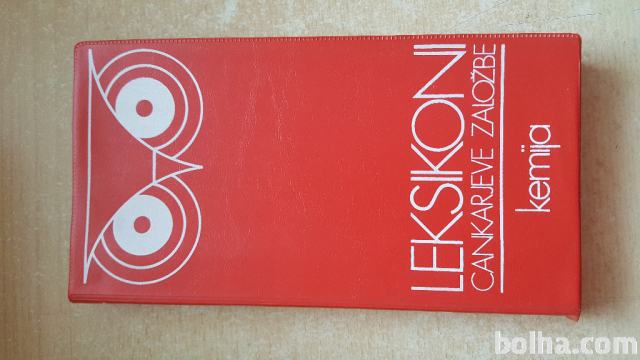 LEKSIKONI
CANKARJEVE ZALOŽBE
kemija
bolha.com